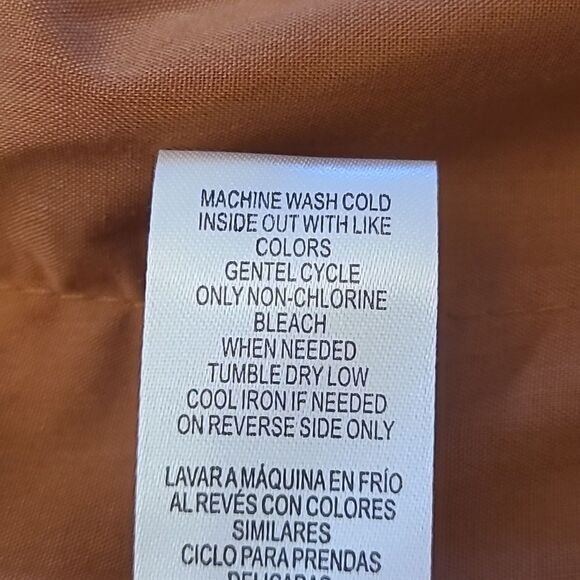 MACHINE WASH COLD
INSIDE OUT WITH LIKE
COLORS
GENTEL CYCLE
ONLY NON-CHLORINE
BLEACH
WHEN NEEDED
TUMBLE DRY LOW
COOL IRON IF NEEDED
ON REVERSE SIDE ONLY
LAVAR A MÁQUINA EN FRÍO
AL REVÉS CON COLORES
SIMILARES
CICLO PARA PRENDAS
DELICADAS